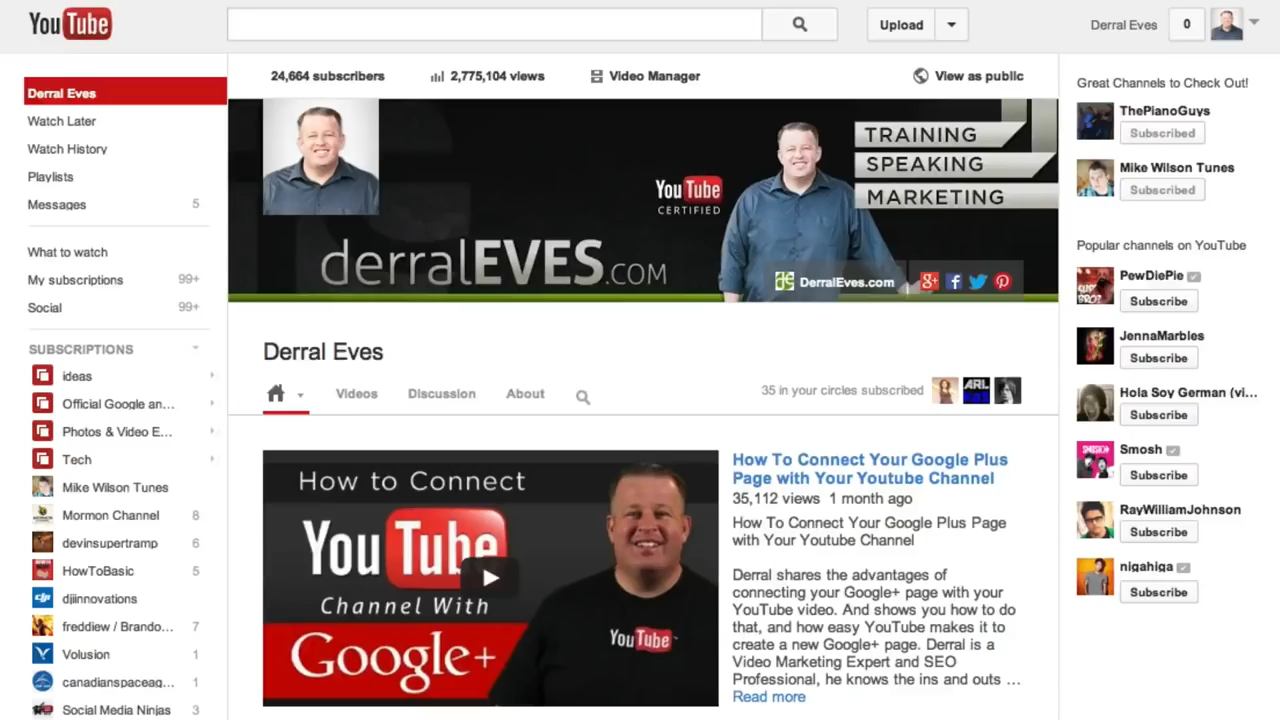 YouTube
Upload
Derral Eves
0
24,664 subscribers
2,775,104 views
Video Manager
View as public
Derral Eves
Watch Later
Watch History
Playlists
Messages 5
What to watch
My subscriptions 99+
Social 99+
SUBSCRIPTIONS
ideas
Official Google an...
Photos & Video E...
Tech
Mike Wilson Tunes
Mormon Channel 8
devinsupertramp 6
HowToBasic 5
djiinnovations
freddiew / Brando... 7
Volusion 1
canadianspaceag... 1
Social Media Ninjas 3
derralEVES.COM
YouTube
CERTIFIED
TRAINING
SPEAKING
MARKETING
de DerralEves.com
Derral Eves
Videos
Discussion
About
35 in your circles subscribed
ARL
How to Connect
YouTube
Channel With
Google+
YouTube
How To Connect Your Google Plus
Page with Your Youtube Channel
35,112 views 1 month ago
How To Connect Your Google Plus Page
with Your Youtube Channel
Derral shares the advantages of
connecting your Google+ page with your
YouTube video. And shows you how to do
that, and how easy YouTube makes it to
create a new Google+ page. Derral is a
Video Marketing Expert and SEO
Professional, he knows the ins and outs ...
Read more
Great Channels to Check Out!
ThePianoGuys
Subscribed
Mike Wilson Tunes
Subscribed
Popular channels on YouTube
PewDiePie
Subscribe
JennaMarbles
Subscribe
Hola Soy German (vi...
Subscribe
Smosh
Subscribe
RayWilliamJohnson
Subscribe
nigahiga
Subscribe